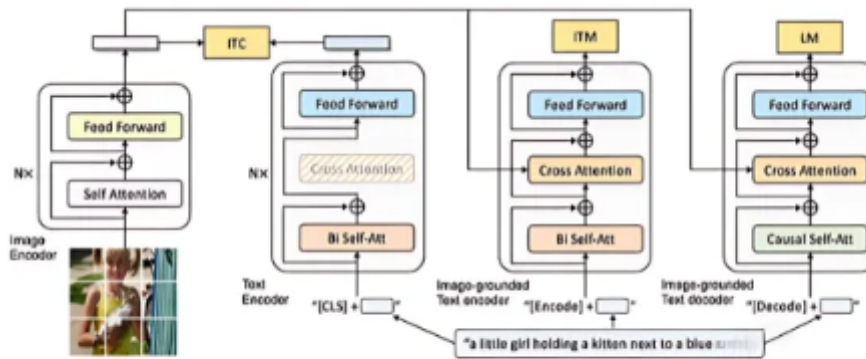 ITC
ITM
LM
Feed Forward
Self Attention
N×
Image
Encoder
Feed Forward
Cross Attention
Bi Self-Att
N×
Text
Encoder
"[CLS] + "
Feed Forward
Cross Attention
Bi Self-Att
Image-grounded
Text encoder
"[Encode] + "
Feed Forward
Cross Attention
Causal Self-Att
Image-grounded
Text decoder
"[Decode] + "
"a little girl holding a kitten next to a blue